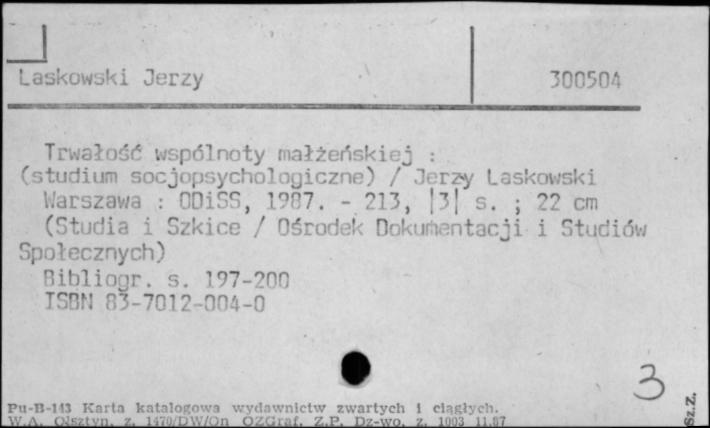 Laskowski Jerzy 300504
Trwałość wspólnoty małżeńskiej :
(studium socjopsychologiczne) / Jerzy Laskowski
Warszawa : ODiSS, 1987. - 213, |3| s. ; 22 cm
(Studia i Szkice / Ośrodek Dokumentacji i Studiów
Społecznych)
Bibliogr. s. 197-200
ISBN 83-7012-004-0
3
Pu-B-143 Karta katalogowa wydawnictw zwartych i ciągłych.
W.A. Olsztyn, z. 1470/DW/On OZGraf. Z.P. Dz-wo, z. 1003 11.87
Sz.Z.